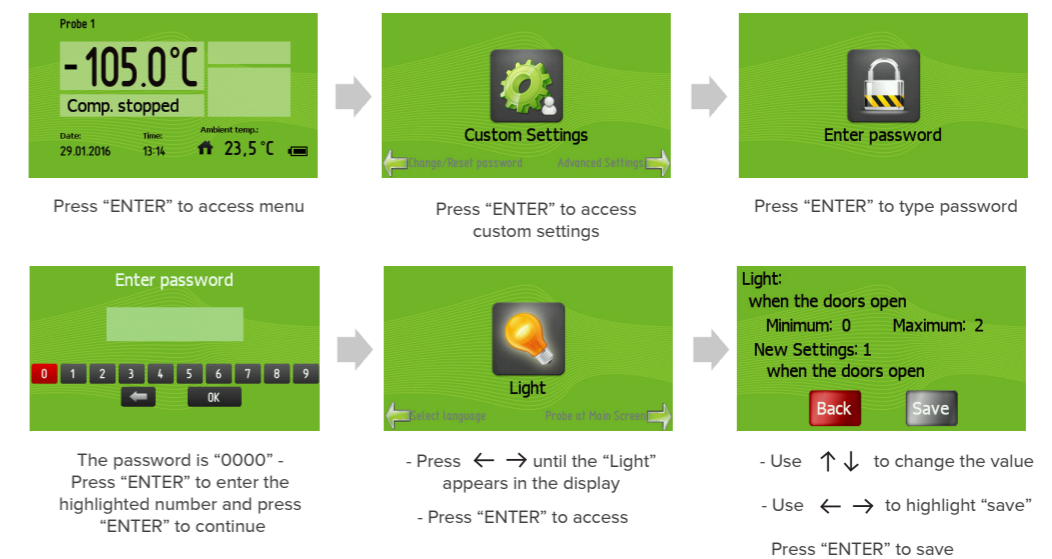 Probe 1
-105.0°C
Comp. stopped
Date:
Time:
Ambient temp.:
29.01.2016
13:14
23,5°C
Press “ENTER” to access menu
Custom Settings
Change/Reset password
Advanced Settings
Press “ENTER” to access
custom settings
Enter password
Press “ENTER” to type password
Enter password
0 1 2 3 4 5 6 7 8 9
OK
The password is “0000” -
Press “ENTER” to enter the
highlighted number and press
“ENTER” to continue
Light
Select language
Probe at Main Screen
- Press ← → until the “Light”
appears in the display
- Press “ENTER” to access
Light:
when the doors open
Minimum: 0 Maximum: 2
New Settings: 1
when the doors open
Back
Save
- Use ↑↓ to change the value
- Use ← → to highlight “save”
Press “ENTER” to save